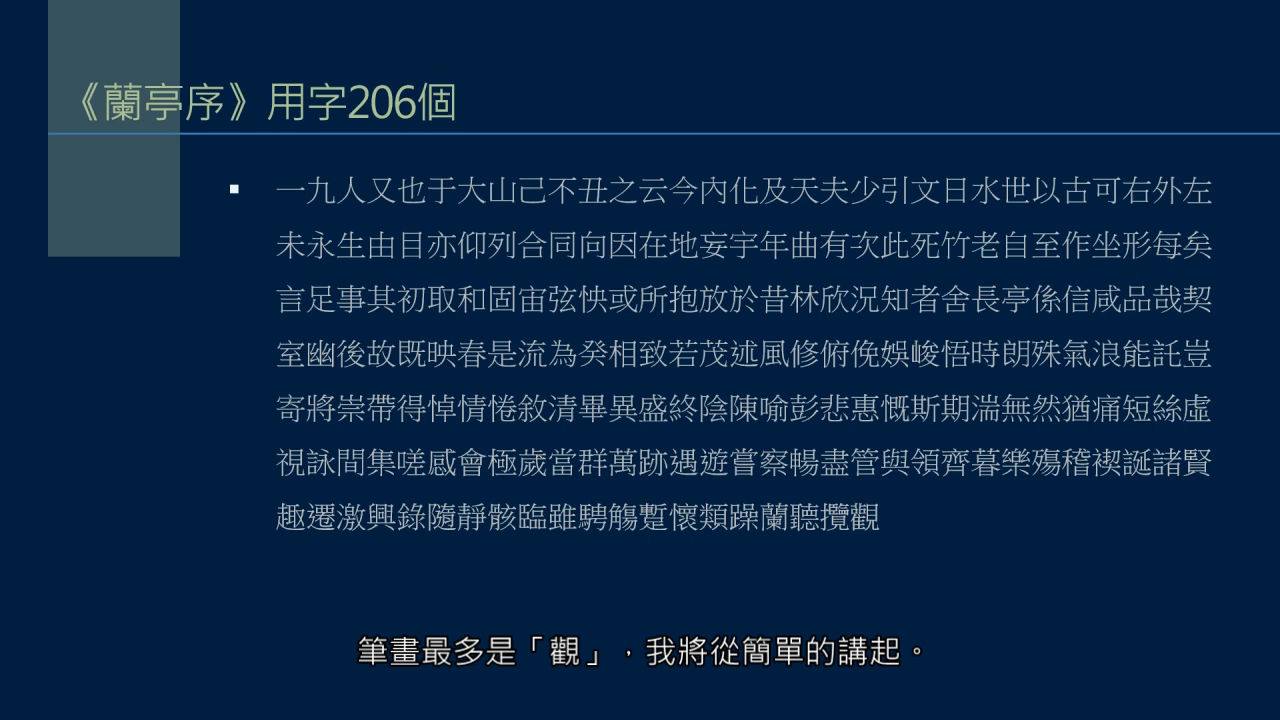 《蘭亭序》用字206個
▪ 一九人又也于大山己不丑之云今內化及天夫少引文日水世以古可右外左
未永生由目亦仰列合同向因在地妄宇年曲有次此死竹老自至作坐形每矣
言足事其初取和固宙弦怏或所抱放於昔林欣況知者舍長亭係信咸品哉契
室幽後故既映春是流為癸相致若茂述風修俯俛娛峻悟時朗殊氣浪能託豈
寄將崇帶得悼情惓敘清畢異盛終陰陳喻彭悲惠慨斯期湍無然猶痛短絲虛
視詠間集嗟感會極歲當群萬跡遇遊嘗察暢盡管與領齊暮樂殤稽禊誕諸賢
趣遷激興錄隨靜骸臨雖騁觴蹔懷類躁蘭聽攬觀
筆畫最多是「觀」，我將從簡單的講起。